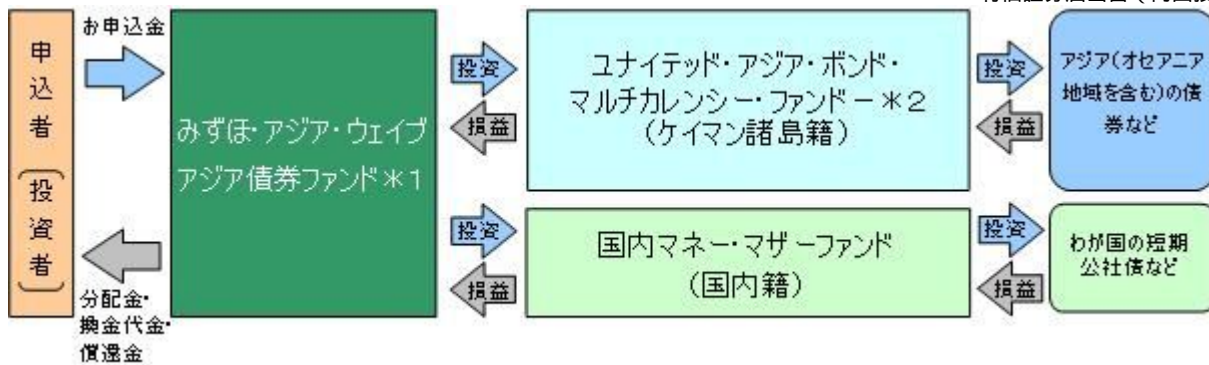 お申込金
申込者
(投資者)
分配金・
換金代金・
償還金
みずほ・アジア・ウェイブ
アジア債券ファンド＊1
投資
損益
ユナイテッド・アジア・ボンド・
マルチカレンシー・ファンド－＊2
(ケイマン諸島籍)
投資
損益
アジア(オセアニア
地域を含む)の債
券など
投資
損益
国内マネー・マザーファンド
(国内籍)
投資
損益
わが国の短期
公社債など